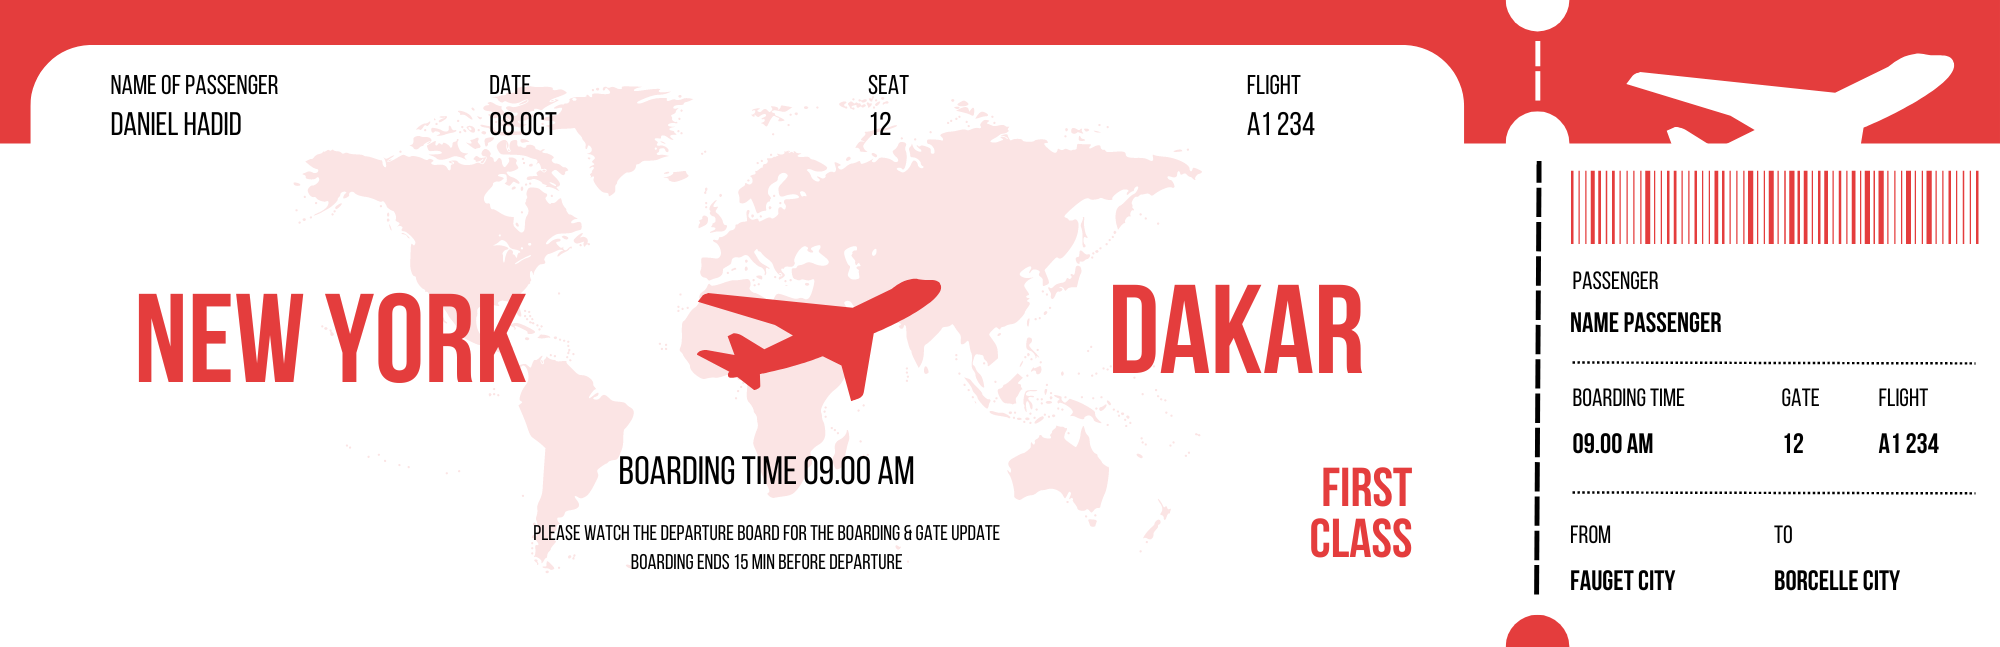 NAME OF PASSENGER
DANIEL HADID
DATE
08 OCT
SEAT
12
FLIGHT
A1 234
NEW YORK
DAKAR
BOARDING TIME 09.00 AM
PLEASE WATCH THE DEPARTURE BOARD FOR THE BOARDING & GATE UPDATE
BOARDING ENDS 15 MIN BEFORE DEPARTURE
FIRST
CLASS
PASSENGER
NAME PASSENGER
BOARDING TIME
09.00 AM
GATE
12
FLIGHT
A1 234
FROM
FAUGET CITY
TO
BORCELLE CITY